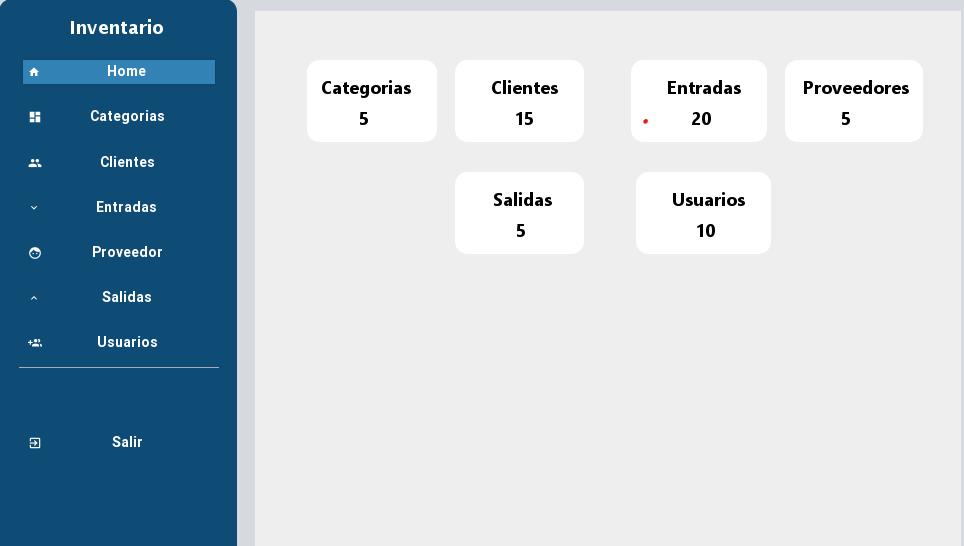 Inventario
Home
Categorias
Clientes
Entradas
Proveedor
Salidas
Usuarios
Salir
Categorias
5
Clientes
15
Entradas
20
Proveedores
5
Salidas
5
Usuarios
10